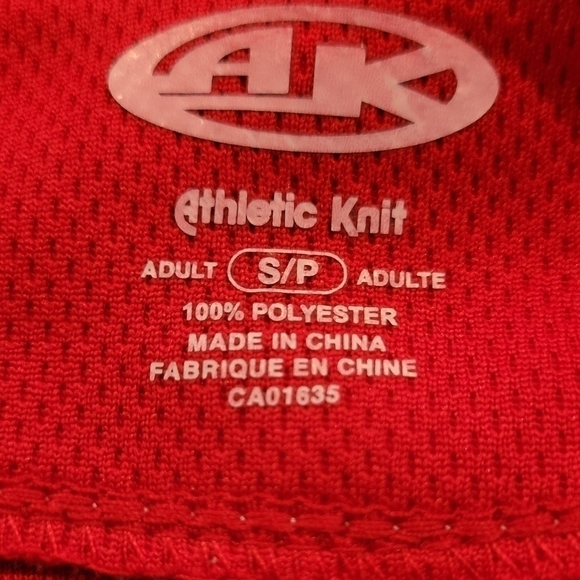 AK
Athletic Knit
ADULT S/P ADULTE
100% POLYESTER
MADE IN CHINA
FABRIQUE EN CHINE
CA01635